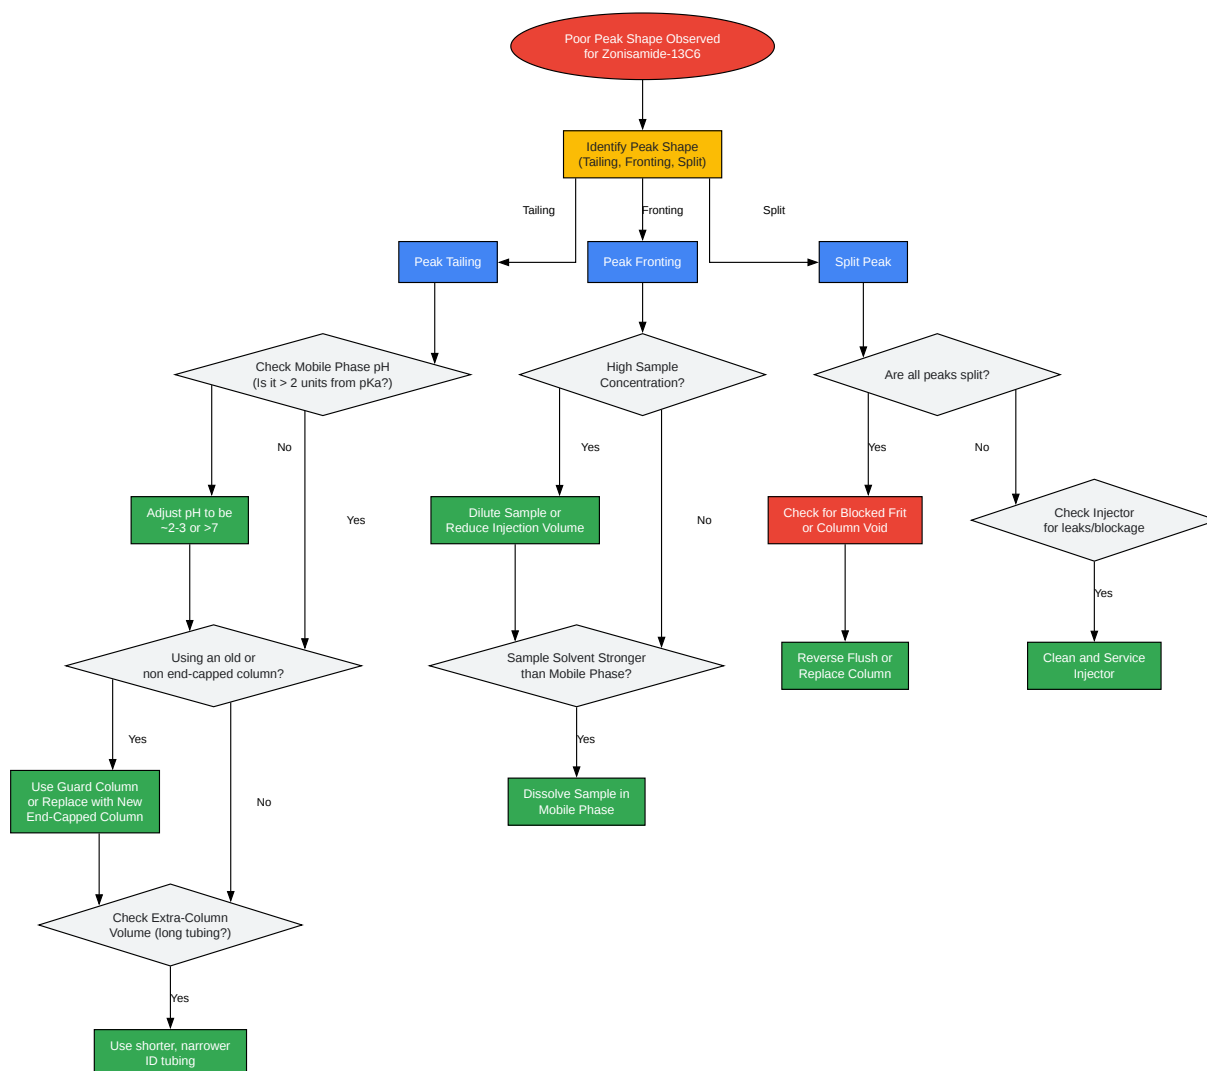 Poor Peak Shape Observed
for Zonisamide-13C6
Identify Peak Shape
(Tailing, Fronting, Split)
Tailing
Fronting
Split
Peak Tailing
Peak Fronting
Split Peak
Check Mobile Phase pH
(Is it > 2 units from pKa?)
High Sample
Concentration?
Are all peaks split?
No
Yes
Yes
No
Adjust pH to be
~2-3 or >7
Yes
Dilute Sample or
Reduce Injection Volume
No
Check for Blocked Frit
or Column Void
Check Injector
for leaks/blockage
Yes
Using an old or
non end-capped column?
Sample Solvent Stronger
than Mobile Phase?
Reverse Flush or
Replace Column
Clean and Service
Injector
Yes
Yes
Use Guard Column
or Replace with New
End-Capped Column
No
Dissolve Sample in
Mobile Phase
Check Extra-Column
Volume (long tubing?)
Yes
Use shorter, narrower
ID tubing